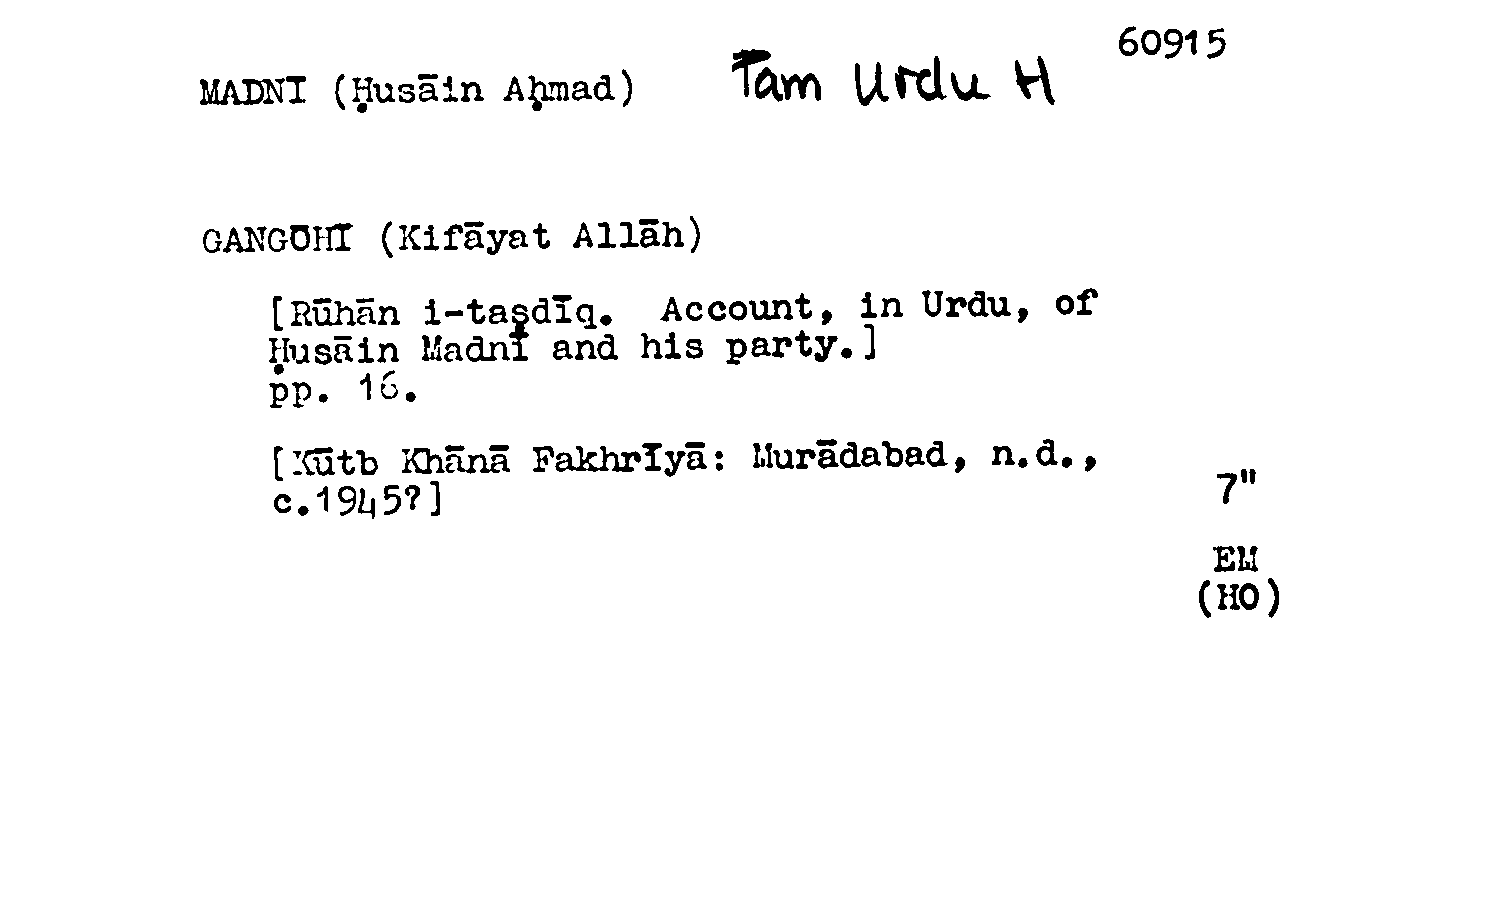 60915
MADNI (Ḥusāin Aḥmad) Tam Urdu H
GANGŌHĪ (Kifāyat Allāh)
[Rūhān i-taṣdīq. Account, in Urdu, of
Ḥusāin Madnī and his party.]
pp. 16.
[Kūtb Khānā Fakhrīyā: Murādabad, n.d.,
c.1945?]
7"
EM
(HO)